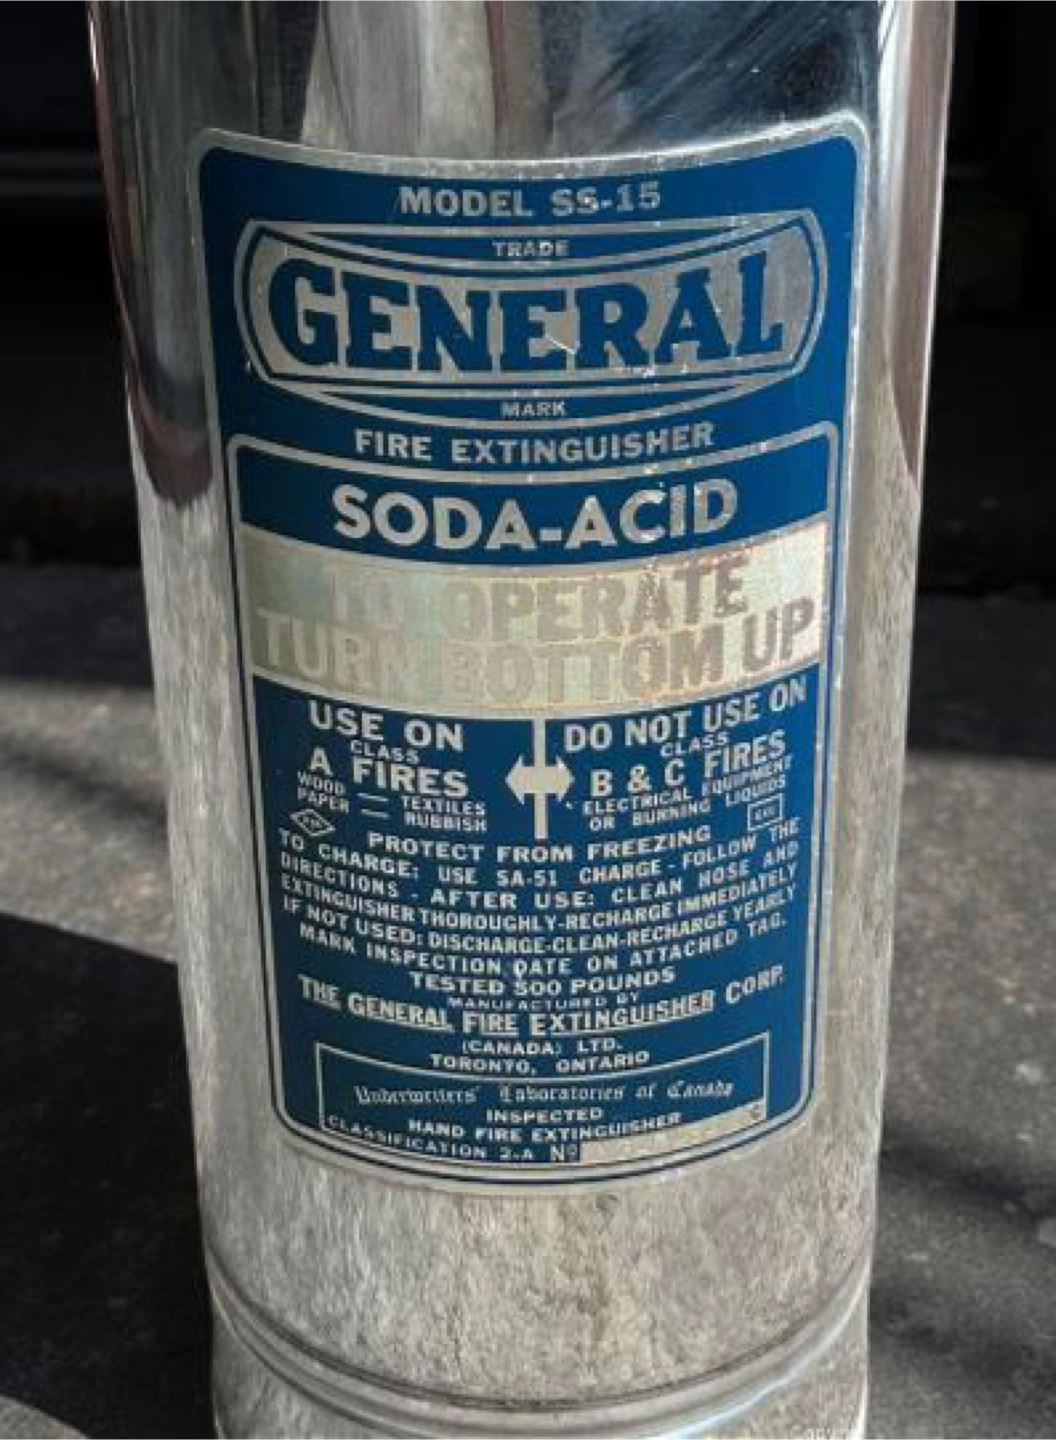 MODEL SS-15
TRADE
GENERAL
MARK
FIRE EXTINGUISHER
SODA-ACID
TO OPERATE
TURN BOTTOM UP
USE ON
CLASS
A FIRES
WOOD
PAPER
TEXTILES
RUBBISH
DO NOT USE ON
CLASS
B & C FIRES
ELECTRICAL EQUIPMENT
OR BURNING LIQUIDS
PROTECT FROM FREEZING
TO CHARGE: USE SA-51 CHARGE - FOLLOW THE
DIRECTIONS - AFTER USE: CLEAN HOSE AND
EXTINGUISHER THOROUGHLY-RECHARGE IMMEDIATELY
IF NOT USED: DISCHARGE-CLEAN-RECHARGE YEARLY
MARK INSPECTION DATE ON ATTACHED TAG.
TESTED 500 POUNDS
MANUFACTURED BY
THE GENERAL FIRE EXTINGUISHER CORP.
(CANADA) LTD.
TORONTO, ONTARIO
Underwriters' Laboratories of Canada
INSPECTED
HAND FIRE EXTINGUISHER
CLASSIFICATION 2-A Nº